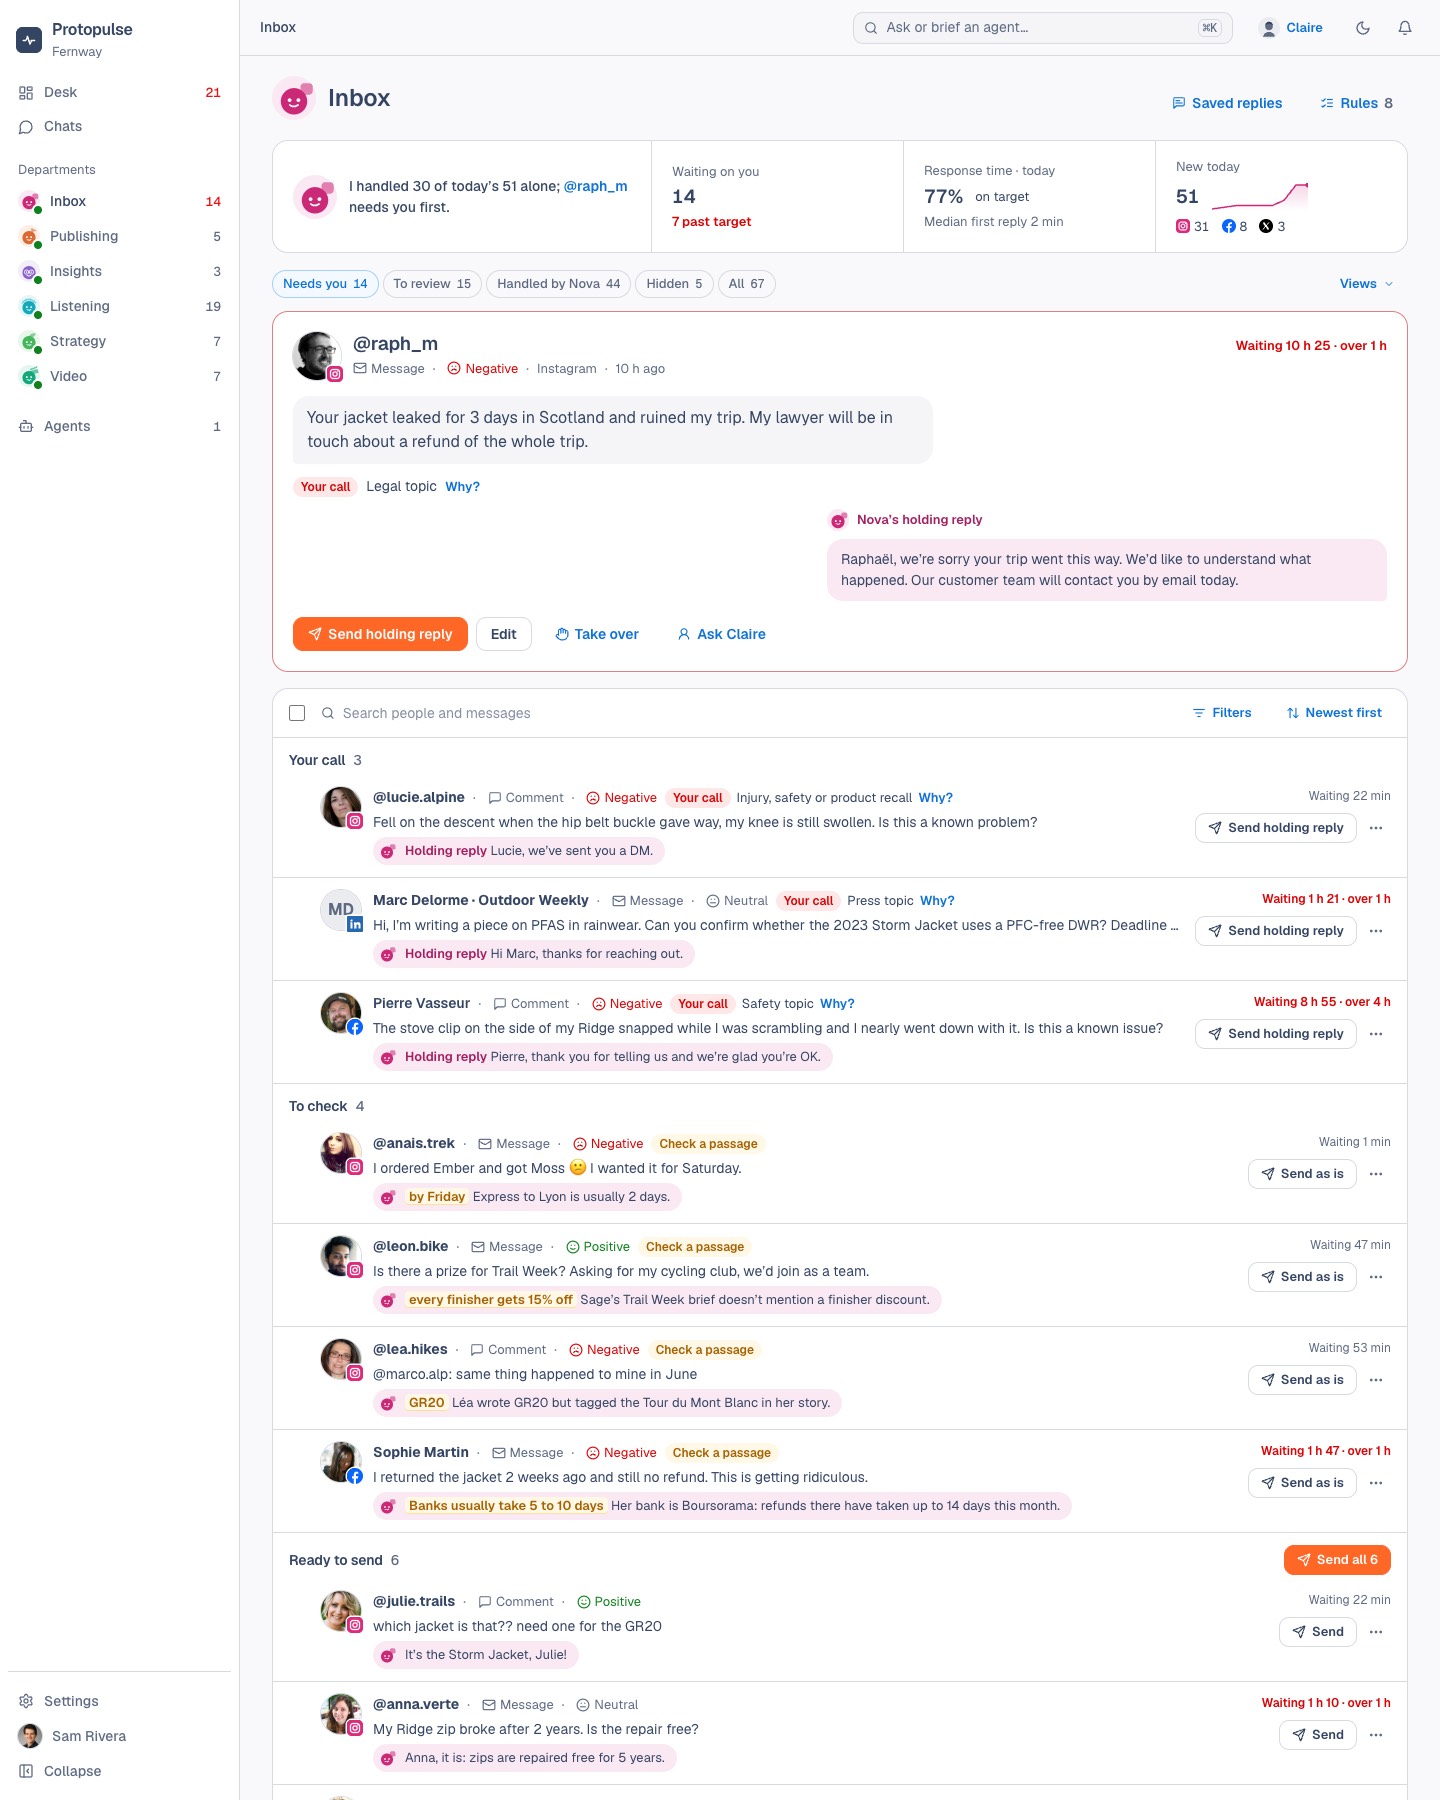 Protopulse
Fernway
Desk 21
Chats
Departments
Inbox 14
Publishing 5
Insights 3
Listening 19
Strategy 7
Video 7
Agents 1
Settings
Sam Rivera
Collapse
Inbox
Ask or brief an agent… ⌘K
Claire
Inbox
Saved replies
Rules 8
I handled 30 of today's 51 alone; @raph_m
needs you first.
Waiting on you
14
7 past target
Response time · today
77% on target
Median first reply 2 min
New today
51
31 8 3
Needs you 14
To review 15
Handled by Nova 44
Hidden 5
All 67
Views
@raph_m
Waiting 10 h 25 · over 1 h
Message · Negative · Instagram · 10 h ago
Your jacket leaked for 3 days in Scotland and ruined my trip. My lawyer will be in
touch about a refund of the whole trip.
Your call Legal topic Why?
Nova's holding reply
Raphaël, we're sorry your trip went this way. We'd like to understand what
happened. Our customer team will contact you by email today.
Send holding reply
Edit
Take over
Ask Claire
Search people and messages
Filters
Newest first
Your call 3
@lucie.alpine · Comment · Negative Your call Injury, safety or product recall Why?
Waiting 22 min
Fell on the descent when the hip belt buckle gave way, my knee is still swollen. Is this a known problem?
Send holding reply
Holding reply Lucie, we've sent you a DM.
MD
in
Marc Delorme · Outdoor Weekly · Message · Neutral Your call Press topic Why?
Waiting 1 h 21 · over 1 h
Hi, I'm writing a piece on PFAS in rainwear. Can you confirm whether the 2023 Storm Jacket uses a PFC-free DWR? Deadline …
Send holding reply
Holding reply Hi Marc, thanks for reaching out.
Pierre Vasseur · Comment · Negative Your call Safety topic Why?
Waiting 8 h 55 · over 4 h
The stove clip on the side of my Ridge snapped while I was scrambling and I nearly went down with it. Is this a known issue?
Send holding reply
Holding reply Pierre, thank you for telling us and we're glad you're OK.
To check 4
@anais.trek · Message · Negative Check a passage
Waiting 1 min
I ordered Ember and got Moss 😕 I wanted it for Saturday.
Send as is
by Friday Express to Lyon is usually 2 days.
@leon.bike · Message · Positive Check a passage
Waiting 47 min
Is there a prize for Trail Week? Asking for my cycling club, we'd join as a team.
Send as is
every finisher gets 15% off Sage's Trail Week brief doesn't mention a finisher discount.
@lea.hikes · Comment · Negative Check a passage
Waiting 53 min
@marco.alp: same thing happened to mine in June
Send as is
GR20 Léa wrote GR20 but tagged the Tour du Mont Blanc in her story.
Sophie Martin · Message · Negative Check a passage
Waiting 1 h 47 · over 1 h
I returned the jacket 2 weeks ago and still no refund. This is getting ridiculous.
Send as is
Banks usually take 5 to 10 days Her bank is Boursorama: refunds there have taken up to 14 days this month.
Ready to send 6
Send all 6
@julie.trails · Comment · Positive
Waiting 22 min
which jacket is that?? need one for the GR20
Send
It's the Storm Jacket, Julie!
@anna.verte · Message · Neutral
Waiting 1 h 10 · over 1 h
My Ridge zip broke after 2 years. Is the repair free?
Send
Anna, it is: zips are repaired free for 5 years.